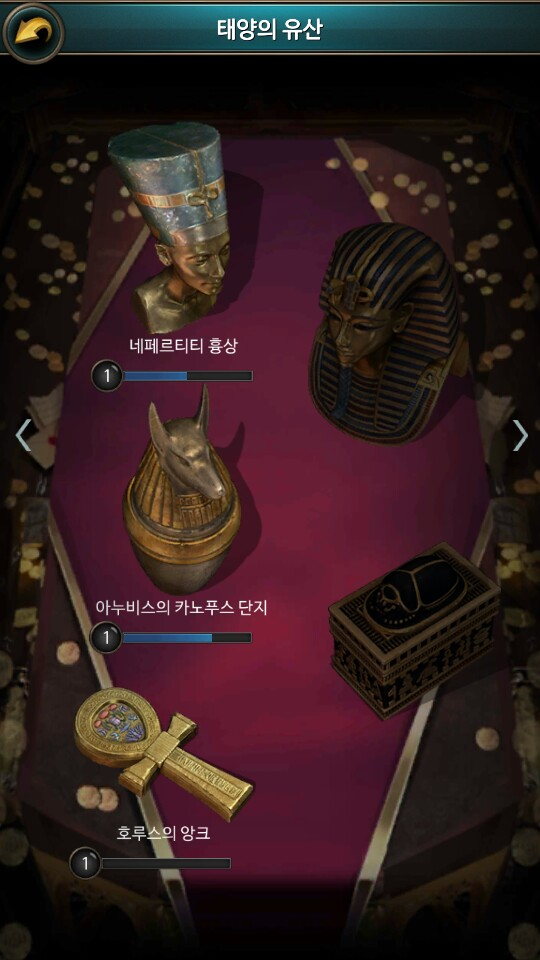 태양의 유산
네페르티티 흉상
1
아누비스의 카노푸스 단지
1
호루스의 앙크
1